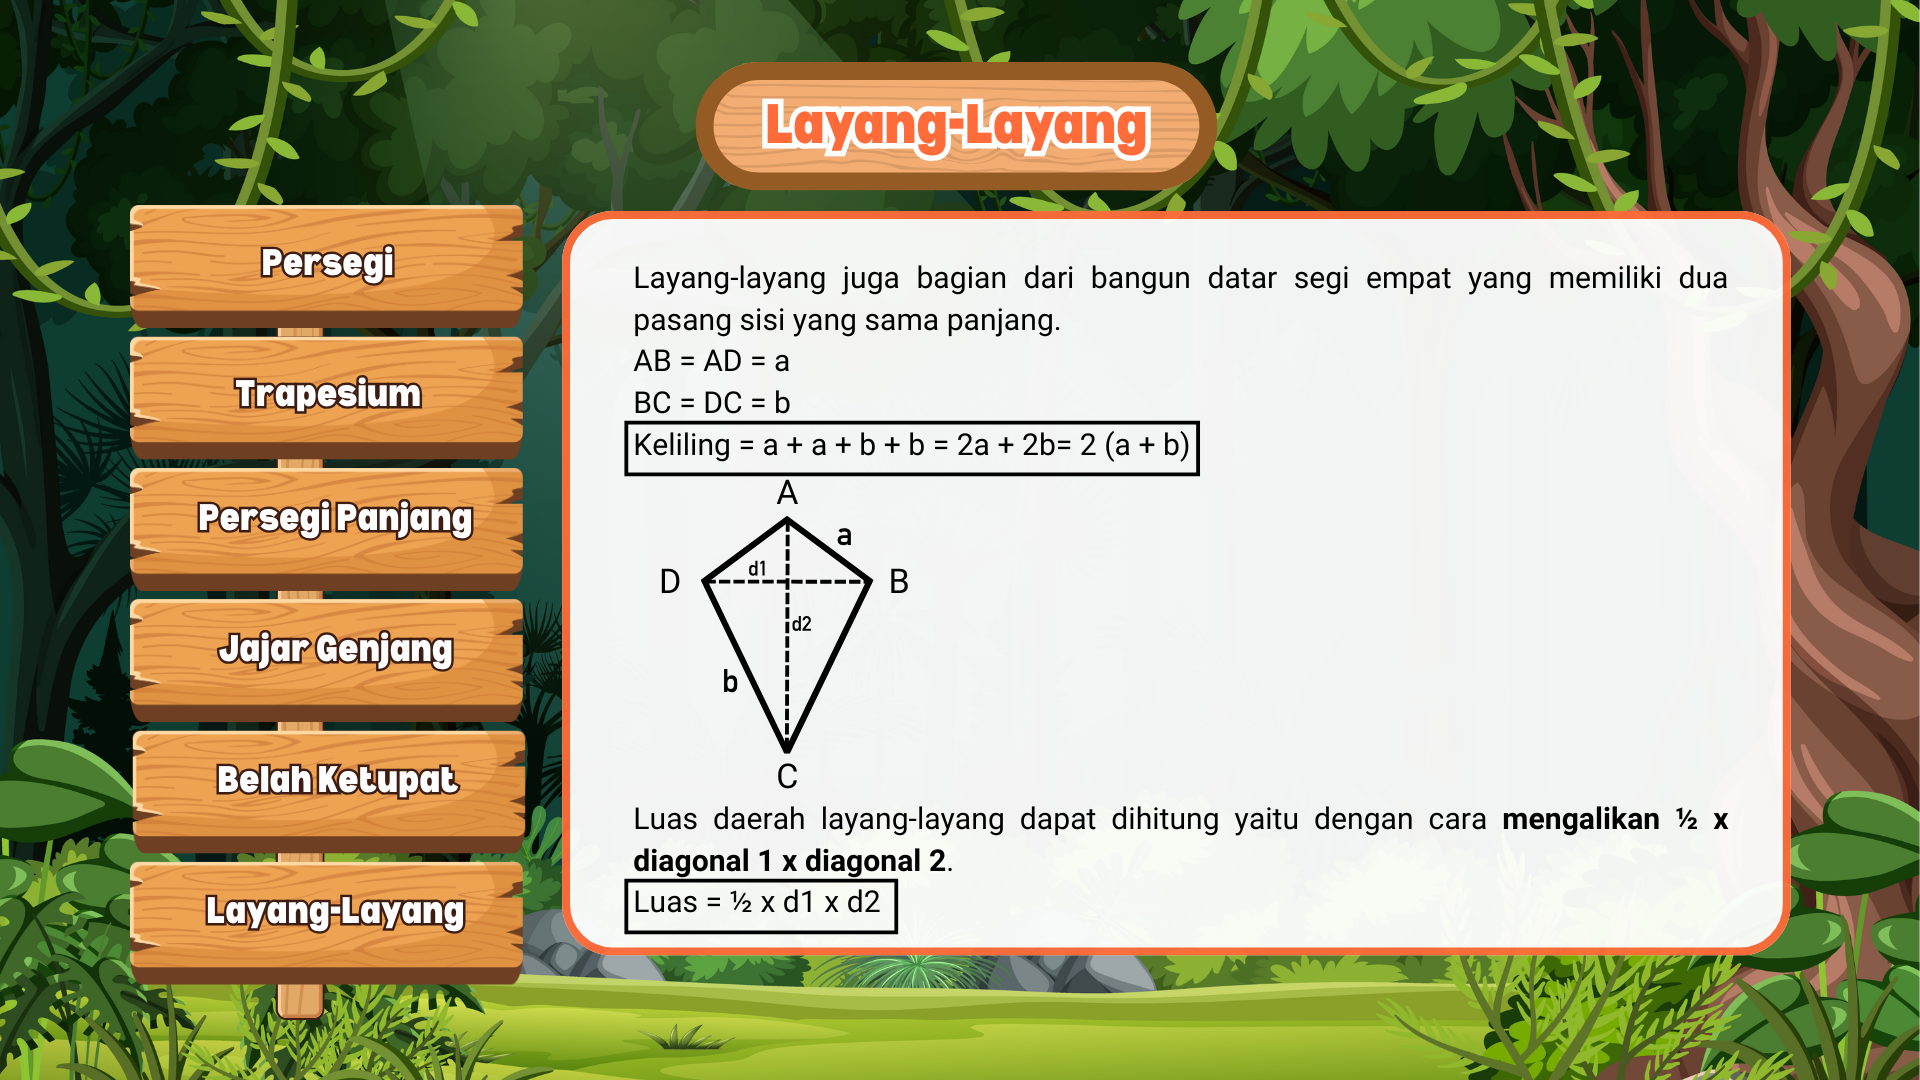 Layang-Layang
Persegi
Trapesium
Persegi Panjang
Jajar Genjang
Belah Ketupat
Layang-Layang
Layang-layang juga bagian dari bangun datar segi empat yang memiliki dua
pasang sisi yang sama panjang.
AB = AD = a
BC = DC = b
Keliling = a + a + b + b = 2a + 2b= 2 (a + b)
A
a
d1
D
B
d2
b
C
Luas daerah layang-layang dapat dihitung yaitu dengan cara mengalikan ½ x
diagonal 1 x diagonal 2.
Luas = ½ x d1 x d2